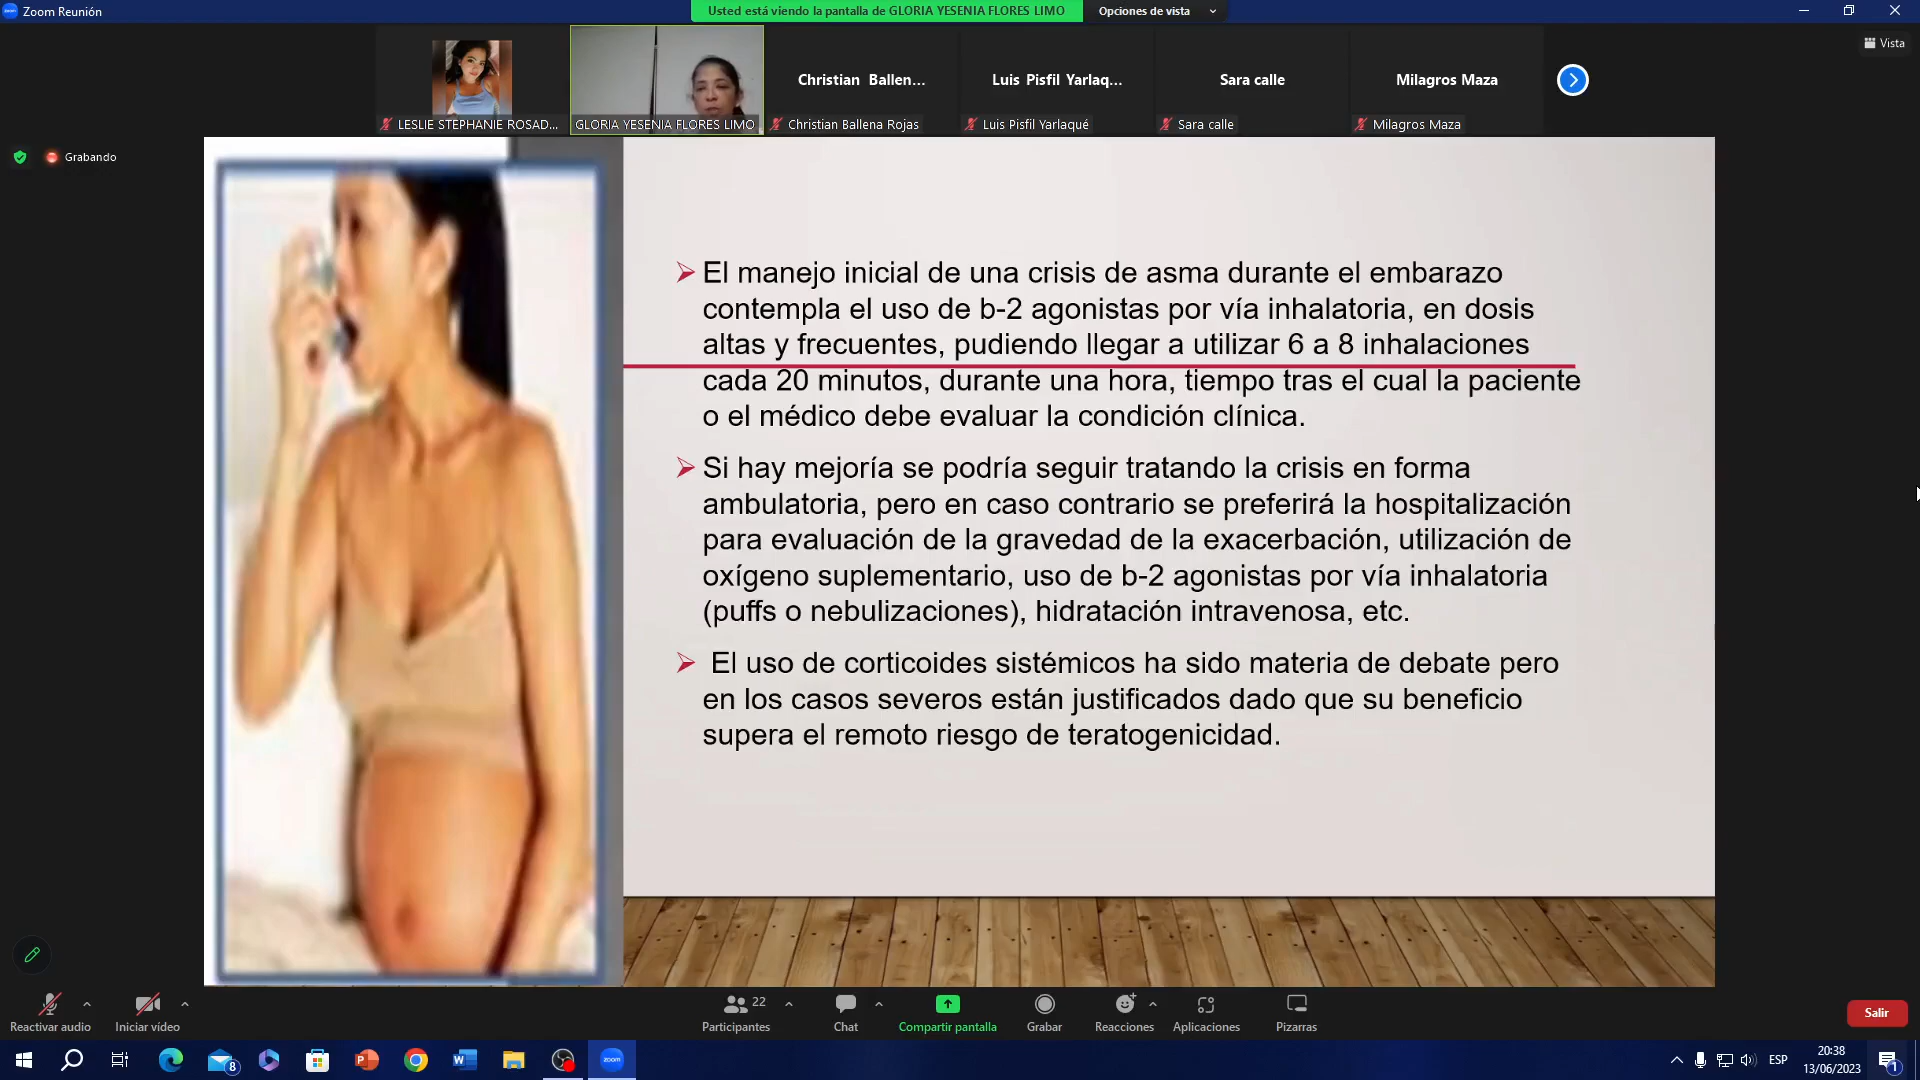 Zoom Reunión
Usted está viendo la pantalla de GLORIA YESENIA FLORES LIMO
Opciones de vista
Vista
Christian Ballen...
Luis Pisfil Yarlaq...
Sara calle
Milagros Maza
LESLIE STEPHANIE ROSAD...
GLORIA YESENIA FLORES LIMO
Christian Ballena Rojas
Luis Pisfil Yarlaqué
Sara calle
Milagros Maza
Grabando
El manejo inicial de una crisis de asma durante el embarazo
contempla el uso de b-2 agonistas por vía inhalatoria, en dosis
altas y frecuentes, pudiendo llegar a utilizar 6 a 8 inhalaciones
cada 20 minutos, durante una hora, tiempo tras el cual la paciente
o el médico debe evaluar la condición clínica.
Si hay mejoría se podría seguir tratando la crisis en forma
ambulatoria, pero en caso contrario se preferirá la hospitalización
para evaluación de la gravedad de la exacerbación, utilización de
oxígeno suplementario, uso de b-2 agonistas por vía inhalatoria
(puffs o nebulizaciones), hidratación intravenosa, etc.
El uso de corticoides sistémicos ha sido materia de debate pero
en los casos severos están justificados dado que su beneficio
supera el remoto riesgo de teratogenicidad.
22
Reactivar audio
Iniciar vídeo
Participantes
Chat
Compartir pantalla
Grabar
Reacciones
Aplicaciones
Pizarras
Salir
8
zoom
ESP
20:38
13/06/2023
1